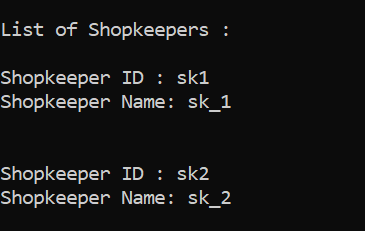 List of Shopkeepers :
Shopkeeper ID : sk1
Shopkeeper Name: sk_1
Shopkeeper ID : sk2
Shopkeeper Name: sk_2